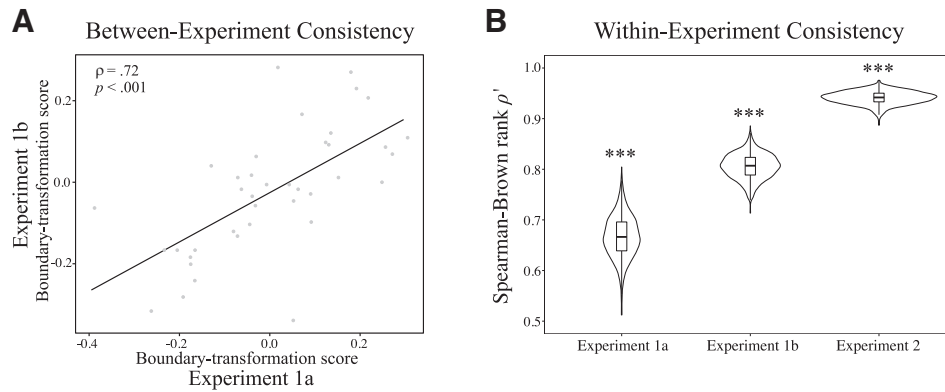 A
Between-Experiment Consistency
ρ = .72
p < .001
Experiment 1b
Boundary-transformation score
0.2
0.0
-0.2
-0.4
-0.2
0.0
0.2
Boundary-transformation score
Experiment 1a
B
Within-Experiment Consistency
Spearman-Brown rank ρ'
1.0
0.9
0.8
0.7
0.6
0.5
***
***
***
Experiment 1a
Experiment 1b
Experiment 2